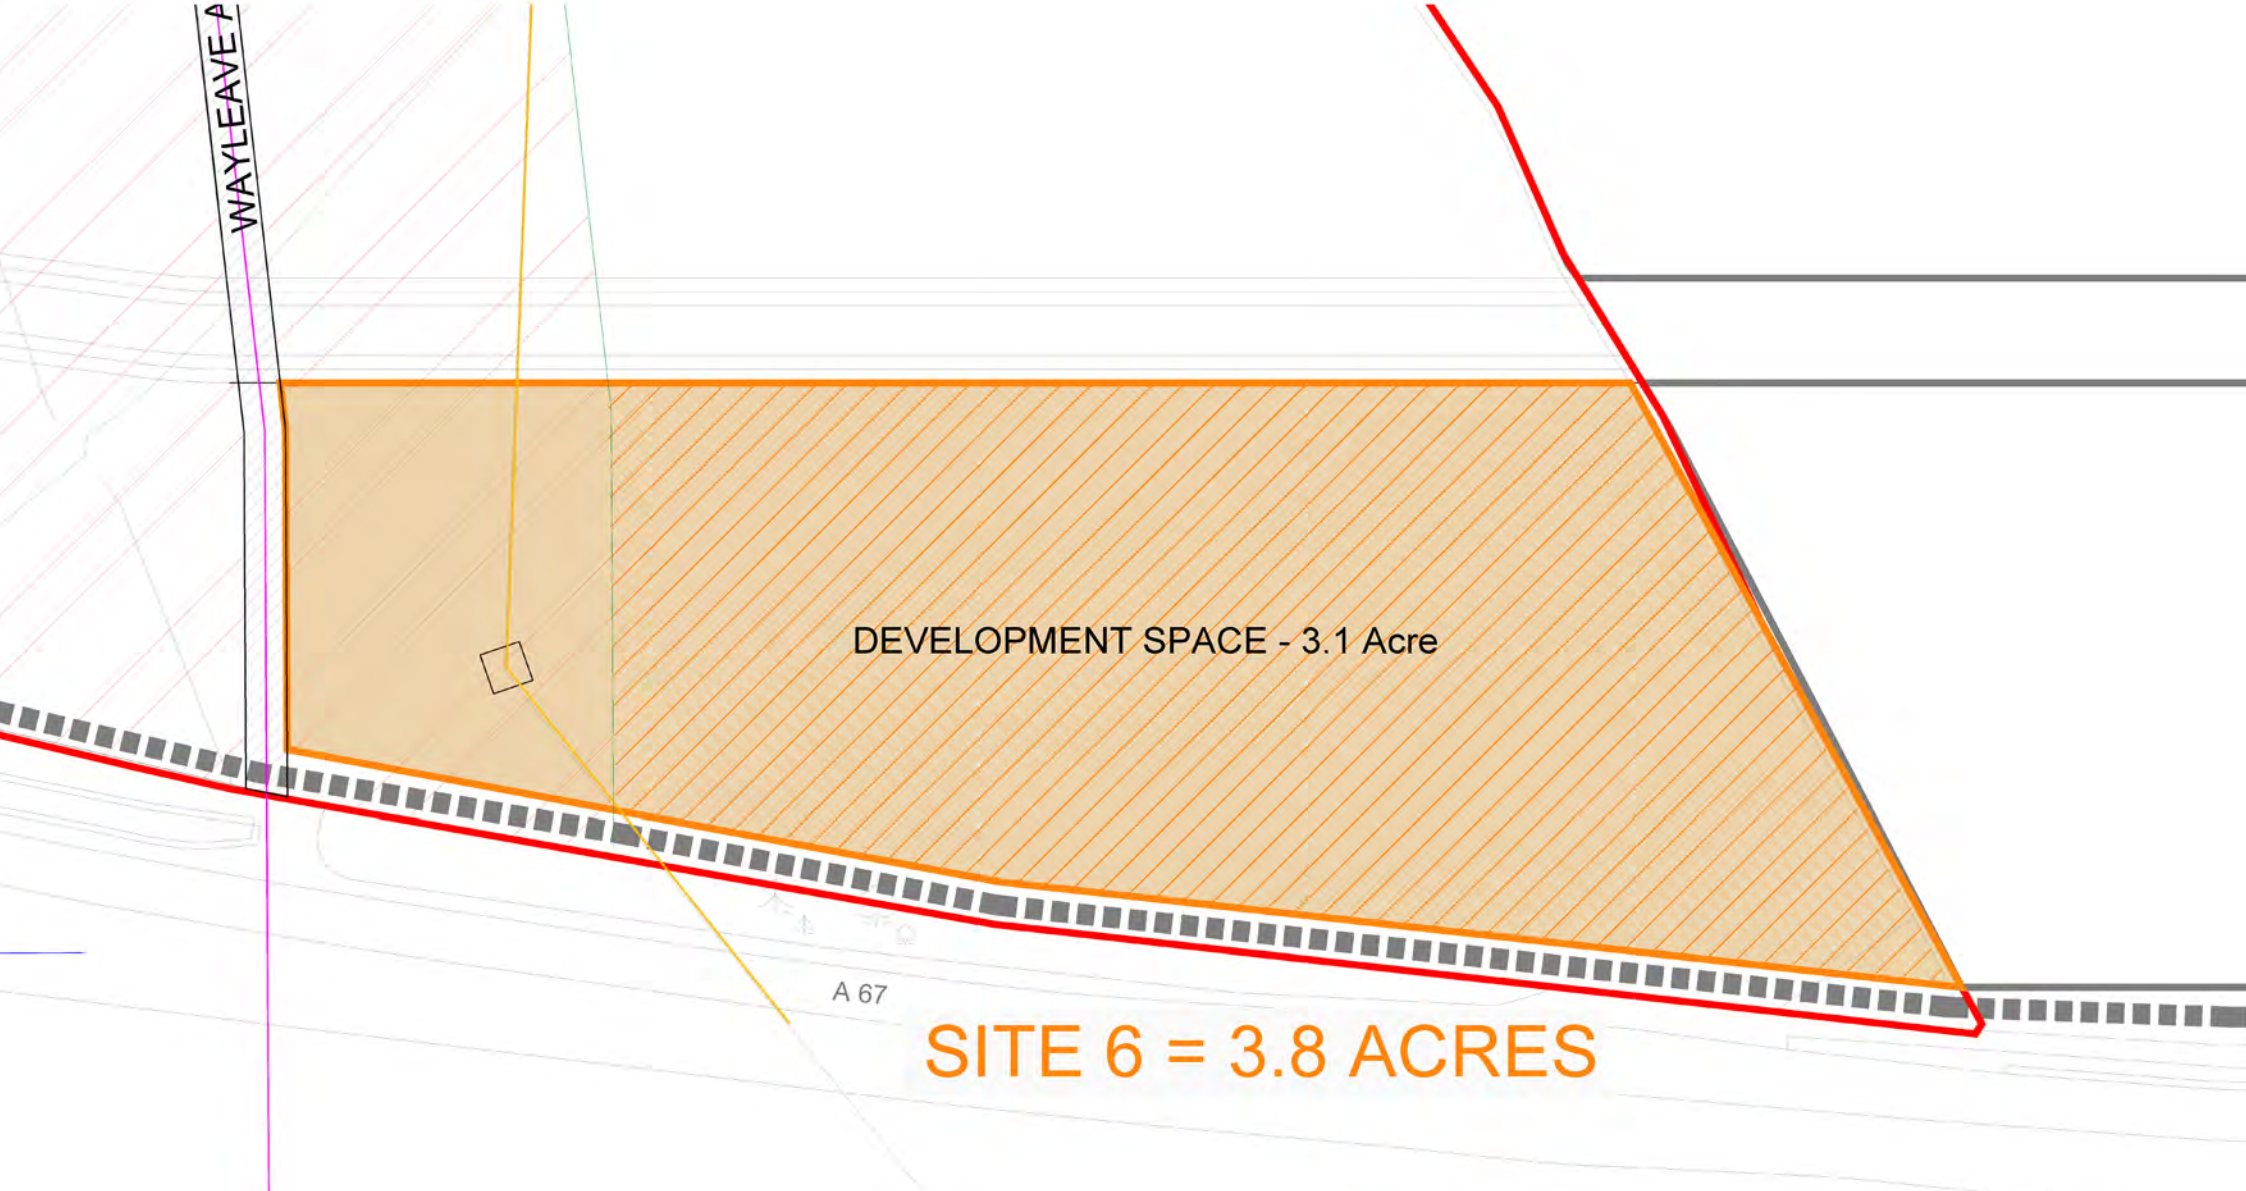 WAYLEAVE
DEVELOPMENT SPACE - 3.1 Acre
A 67
SITE 6 = 3.8 ACRES